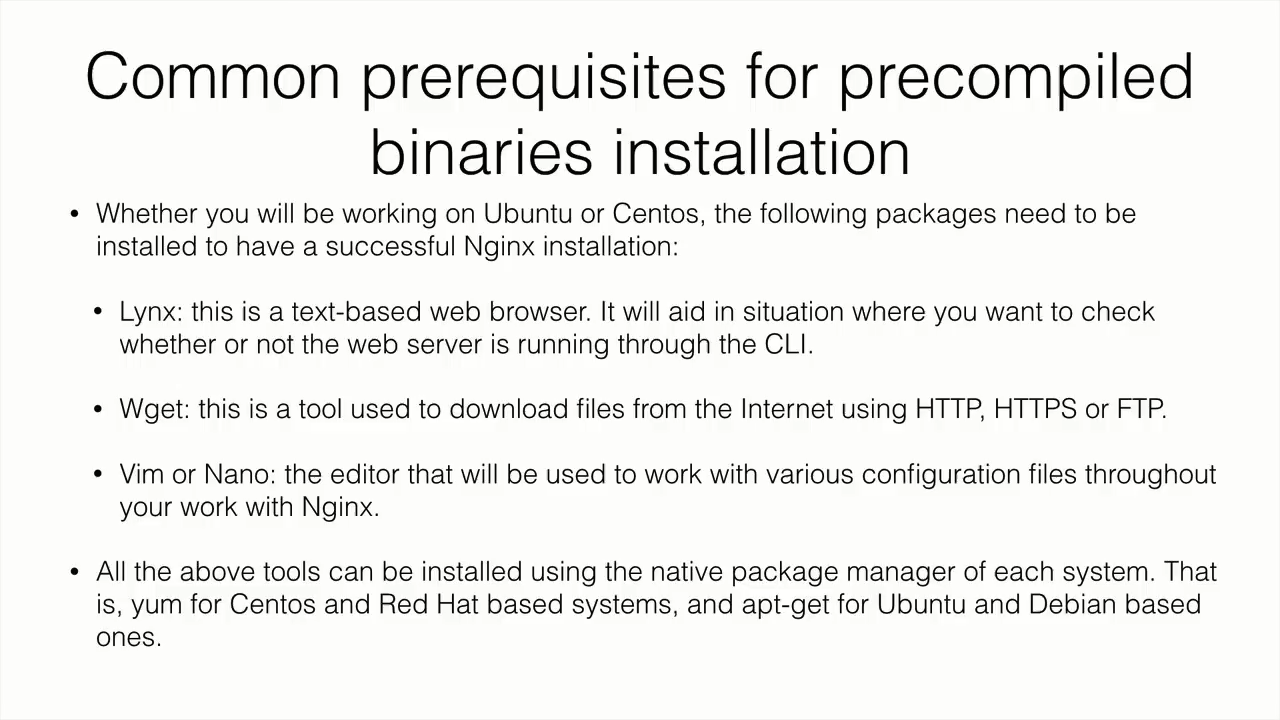 Common prerequisites for precompiled
binaries installation
• Whether you will be working on Ubuntu or Centos, the following packages need to be
installed to have a successful Nginx installation:
• Lynx: this is a text-based web browser. It will aid in situation where you want to check
whether or not the web server is running through the CLI.
• Wget: this is a tool used to download files from the Internet using HTTP, HTTPS or FTP.
• Vim or Nano: the editor that will be used to work with various configuration files throughout
your work with Nginx.
• All the above tools can be installed using the native package manager of each system. That
is, yum for Centos and Red Hat based systems, and apt-get for Ubuntu and Debian based
ones.